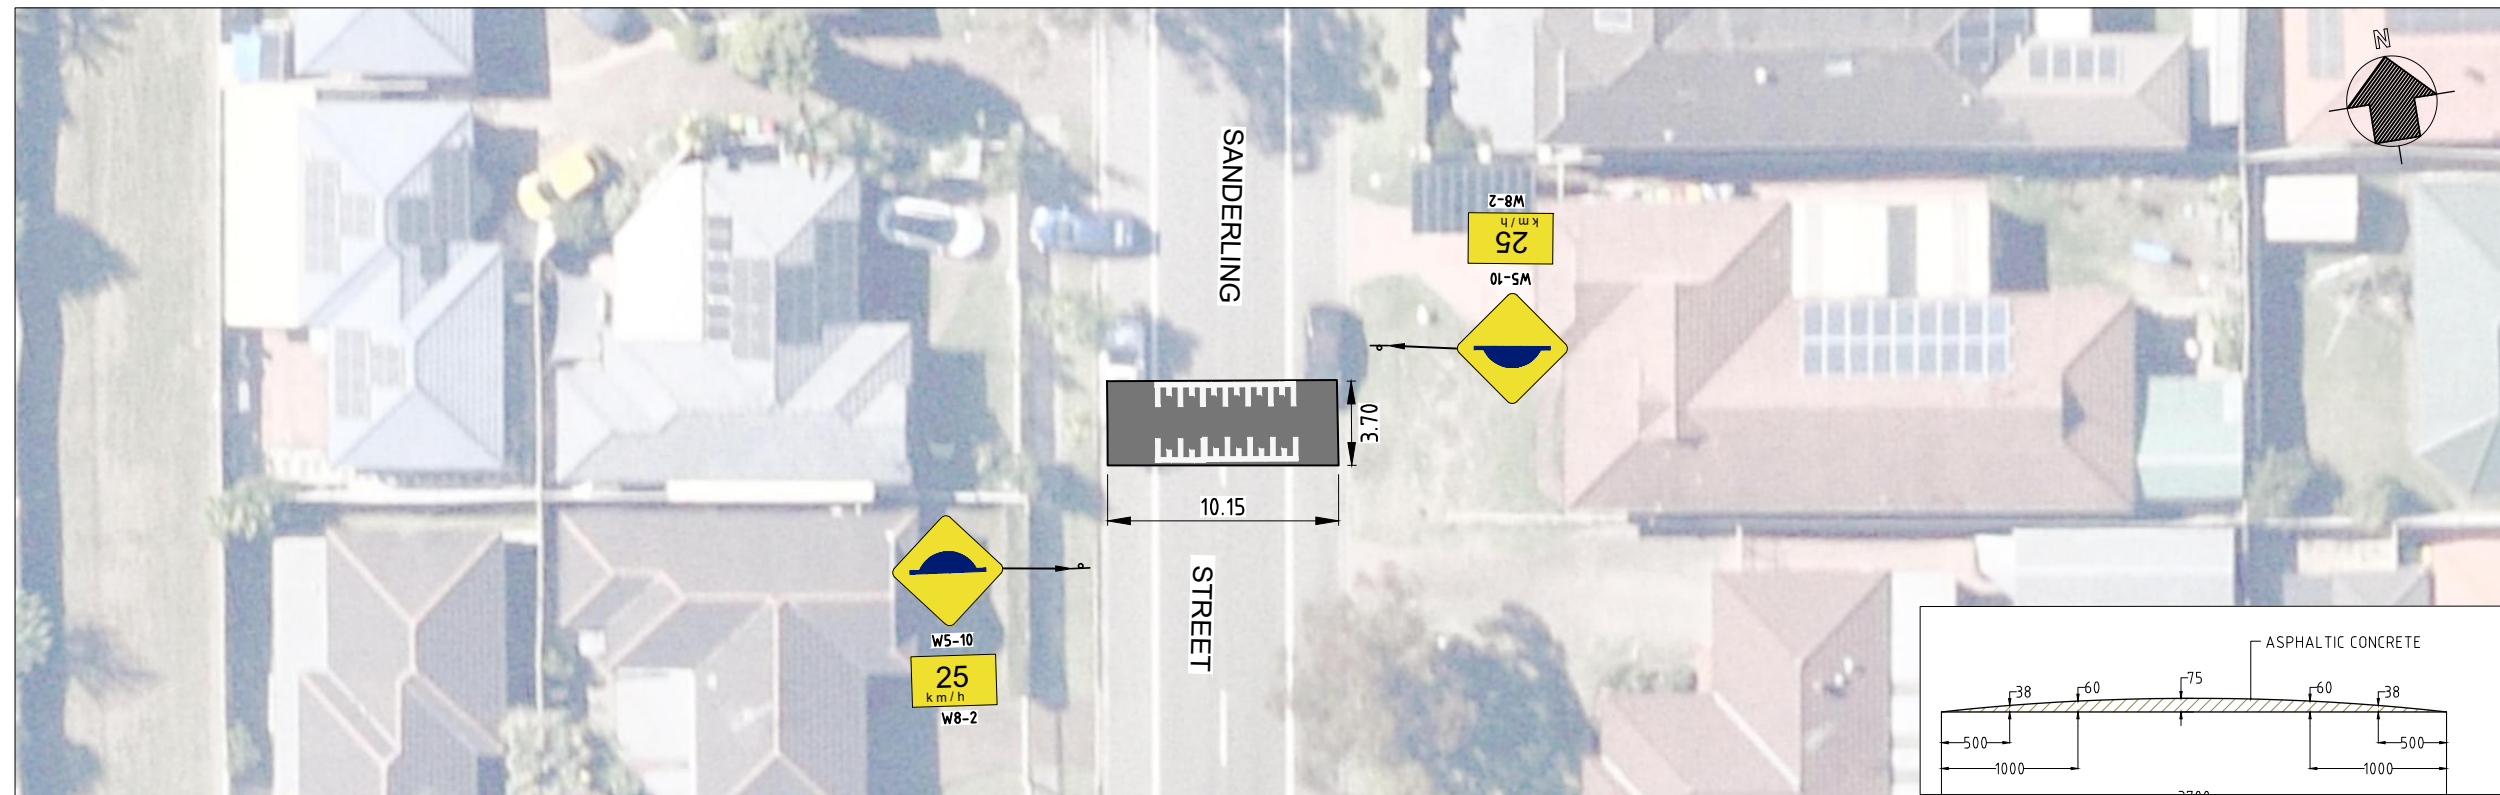 N
SANDERLING
W8-2
25
km/h
W5-10
3.70
10.15
STREET
W5-10
25
km/h
W8-2
ASPHALTIC CONCRETE
38
60
75
60
38
500
500
1000
1000